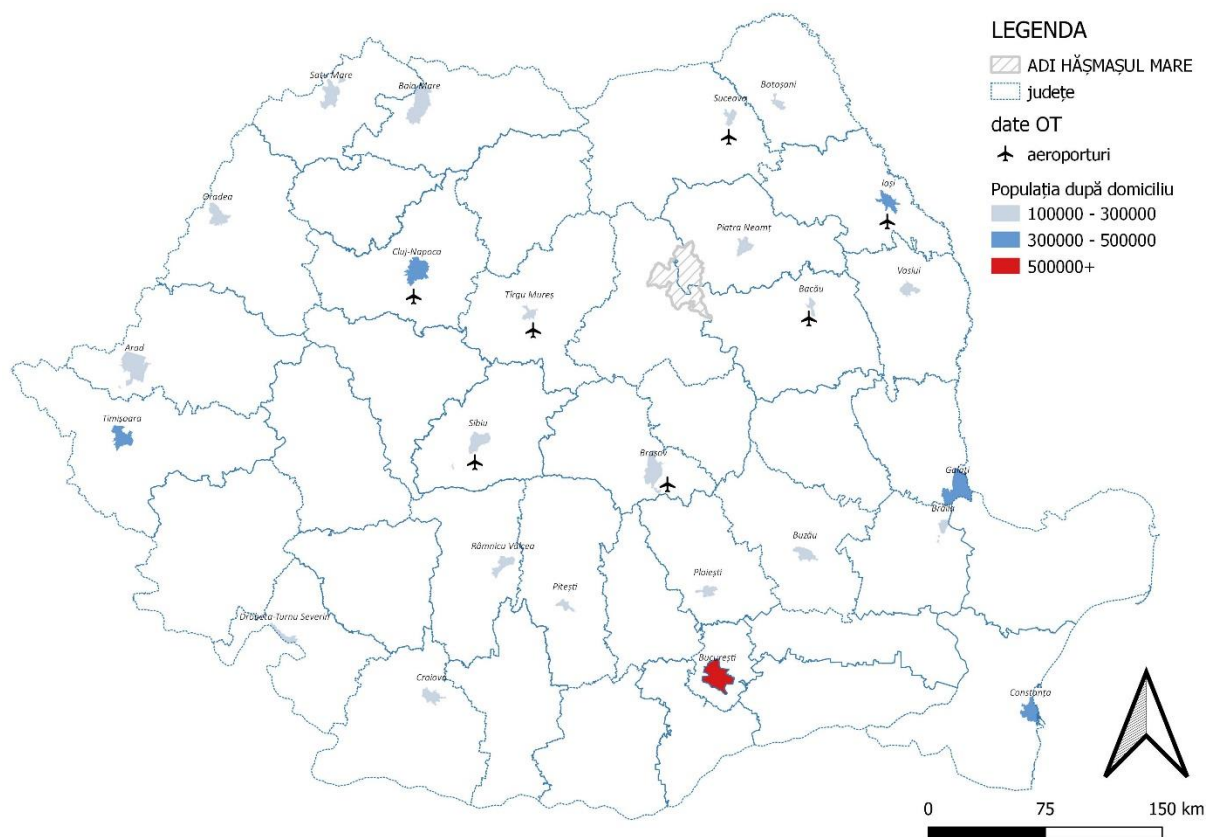 LEGENDA
ADI HĂȘMAȘUL MARE
județe
date OT
aeroporturi
Populația după domiciliu
100000 - 300000
300000 - 500000
500000+
Satu Mare
Baia Mare
Suceava
Botoșani
Oradea
Iași
Cluj-Napoca
Piatra Neamț
Tîrgu Mureș
Bacău
Vaslui
Arad
Timișoara
Sibiu
Brașov
Galați
Brăila
Râmnicu Vâlcea
Pitești
Ploiești
Buzău
Drobeta-Turnu Severin
București
Craiova
Constanța
0 75 150 km